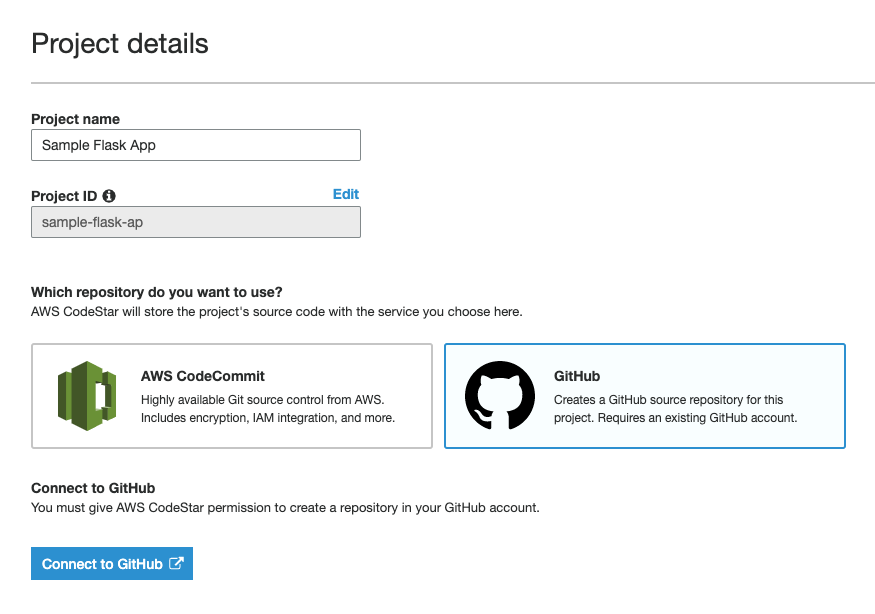 Project details
Project name
Sample Flask App
Project ID
Edit
sample-flask-ap
Which repository do you want to use?
AWS CodeStar will store the project's source code with the service you choose here.
AWS CodeCommit
Highly available Git source control from AWS.
Includes encryption, IAM integration, and more.
GitHub
Creates a GitHub source repository for this
project. Requires an existing GitHub account.
Connect to GitHub
You must give AWS CodeStar permission to create a repository in your GitHub account.
Connect to GitHub